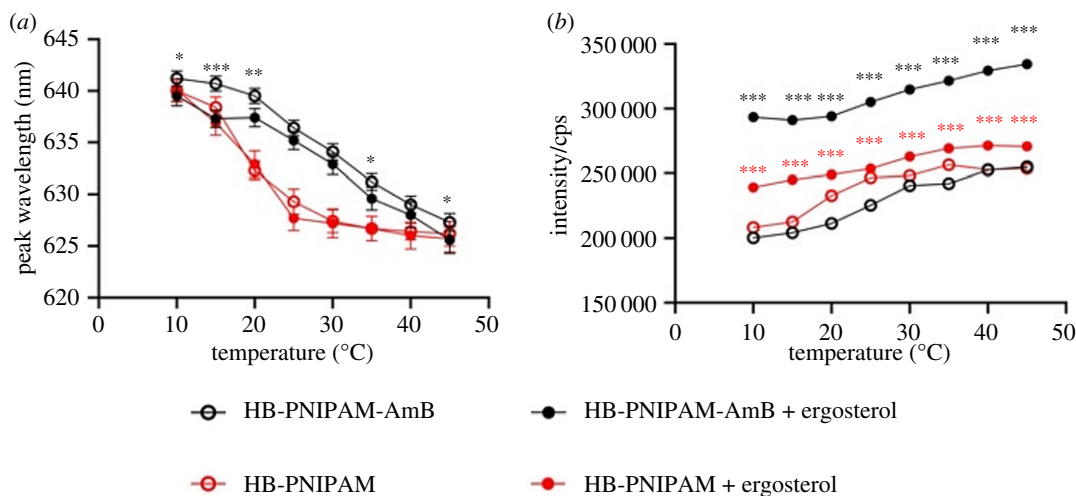 (a)
645
640
635
630
625
620
peak wavelength (nm)
* *** ** * *
0 10 20 30 40 50
temperature (°C)
(b)
350 000
300 000
250 000
200 000
150 000
intensity/cps
*** *** *** *** *** *** *** ***
*** *** *** *** *** *** *** ***
0 10 20 30 40 50
temperature (°C)
HB-PNIPAM-AmB
HB-PNIPAM-AmB + ergosterol
HB-PNIPAM
HB-PNIPAM + ergosterol